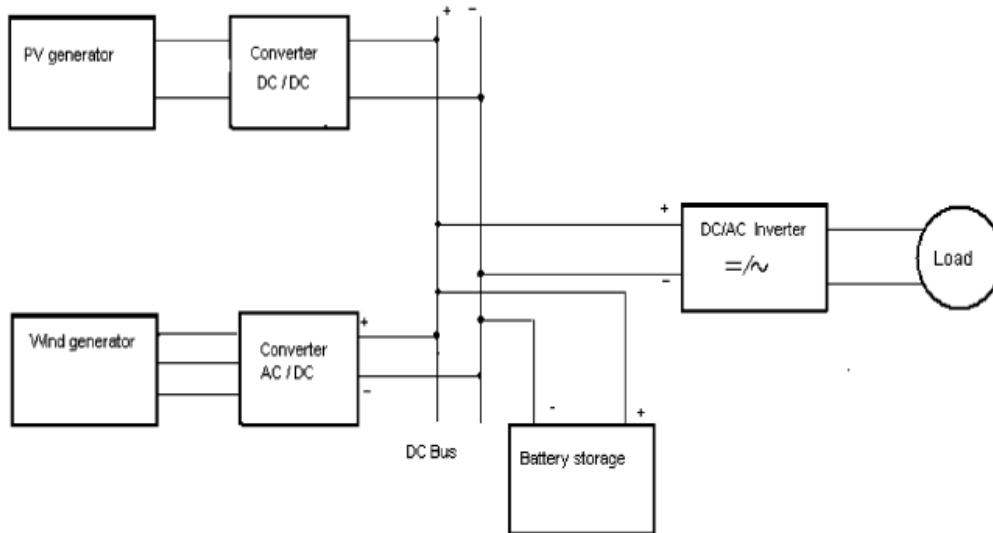 + −
PV generator
Converter
DC / DC
+
DC/AC Inverter
=/~
−
Load
Wind generator
+
Converter
AC / DC
−
- +
DC Bus
Battery storage